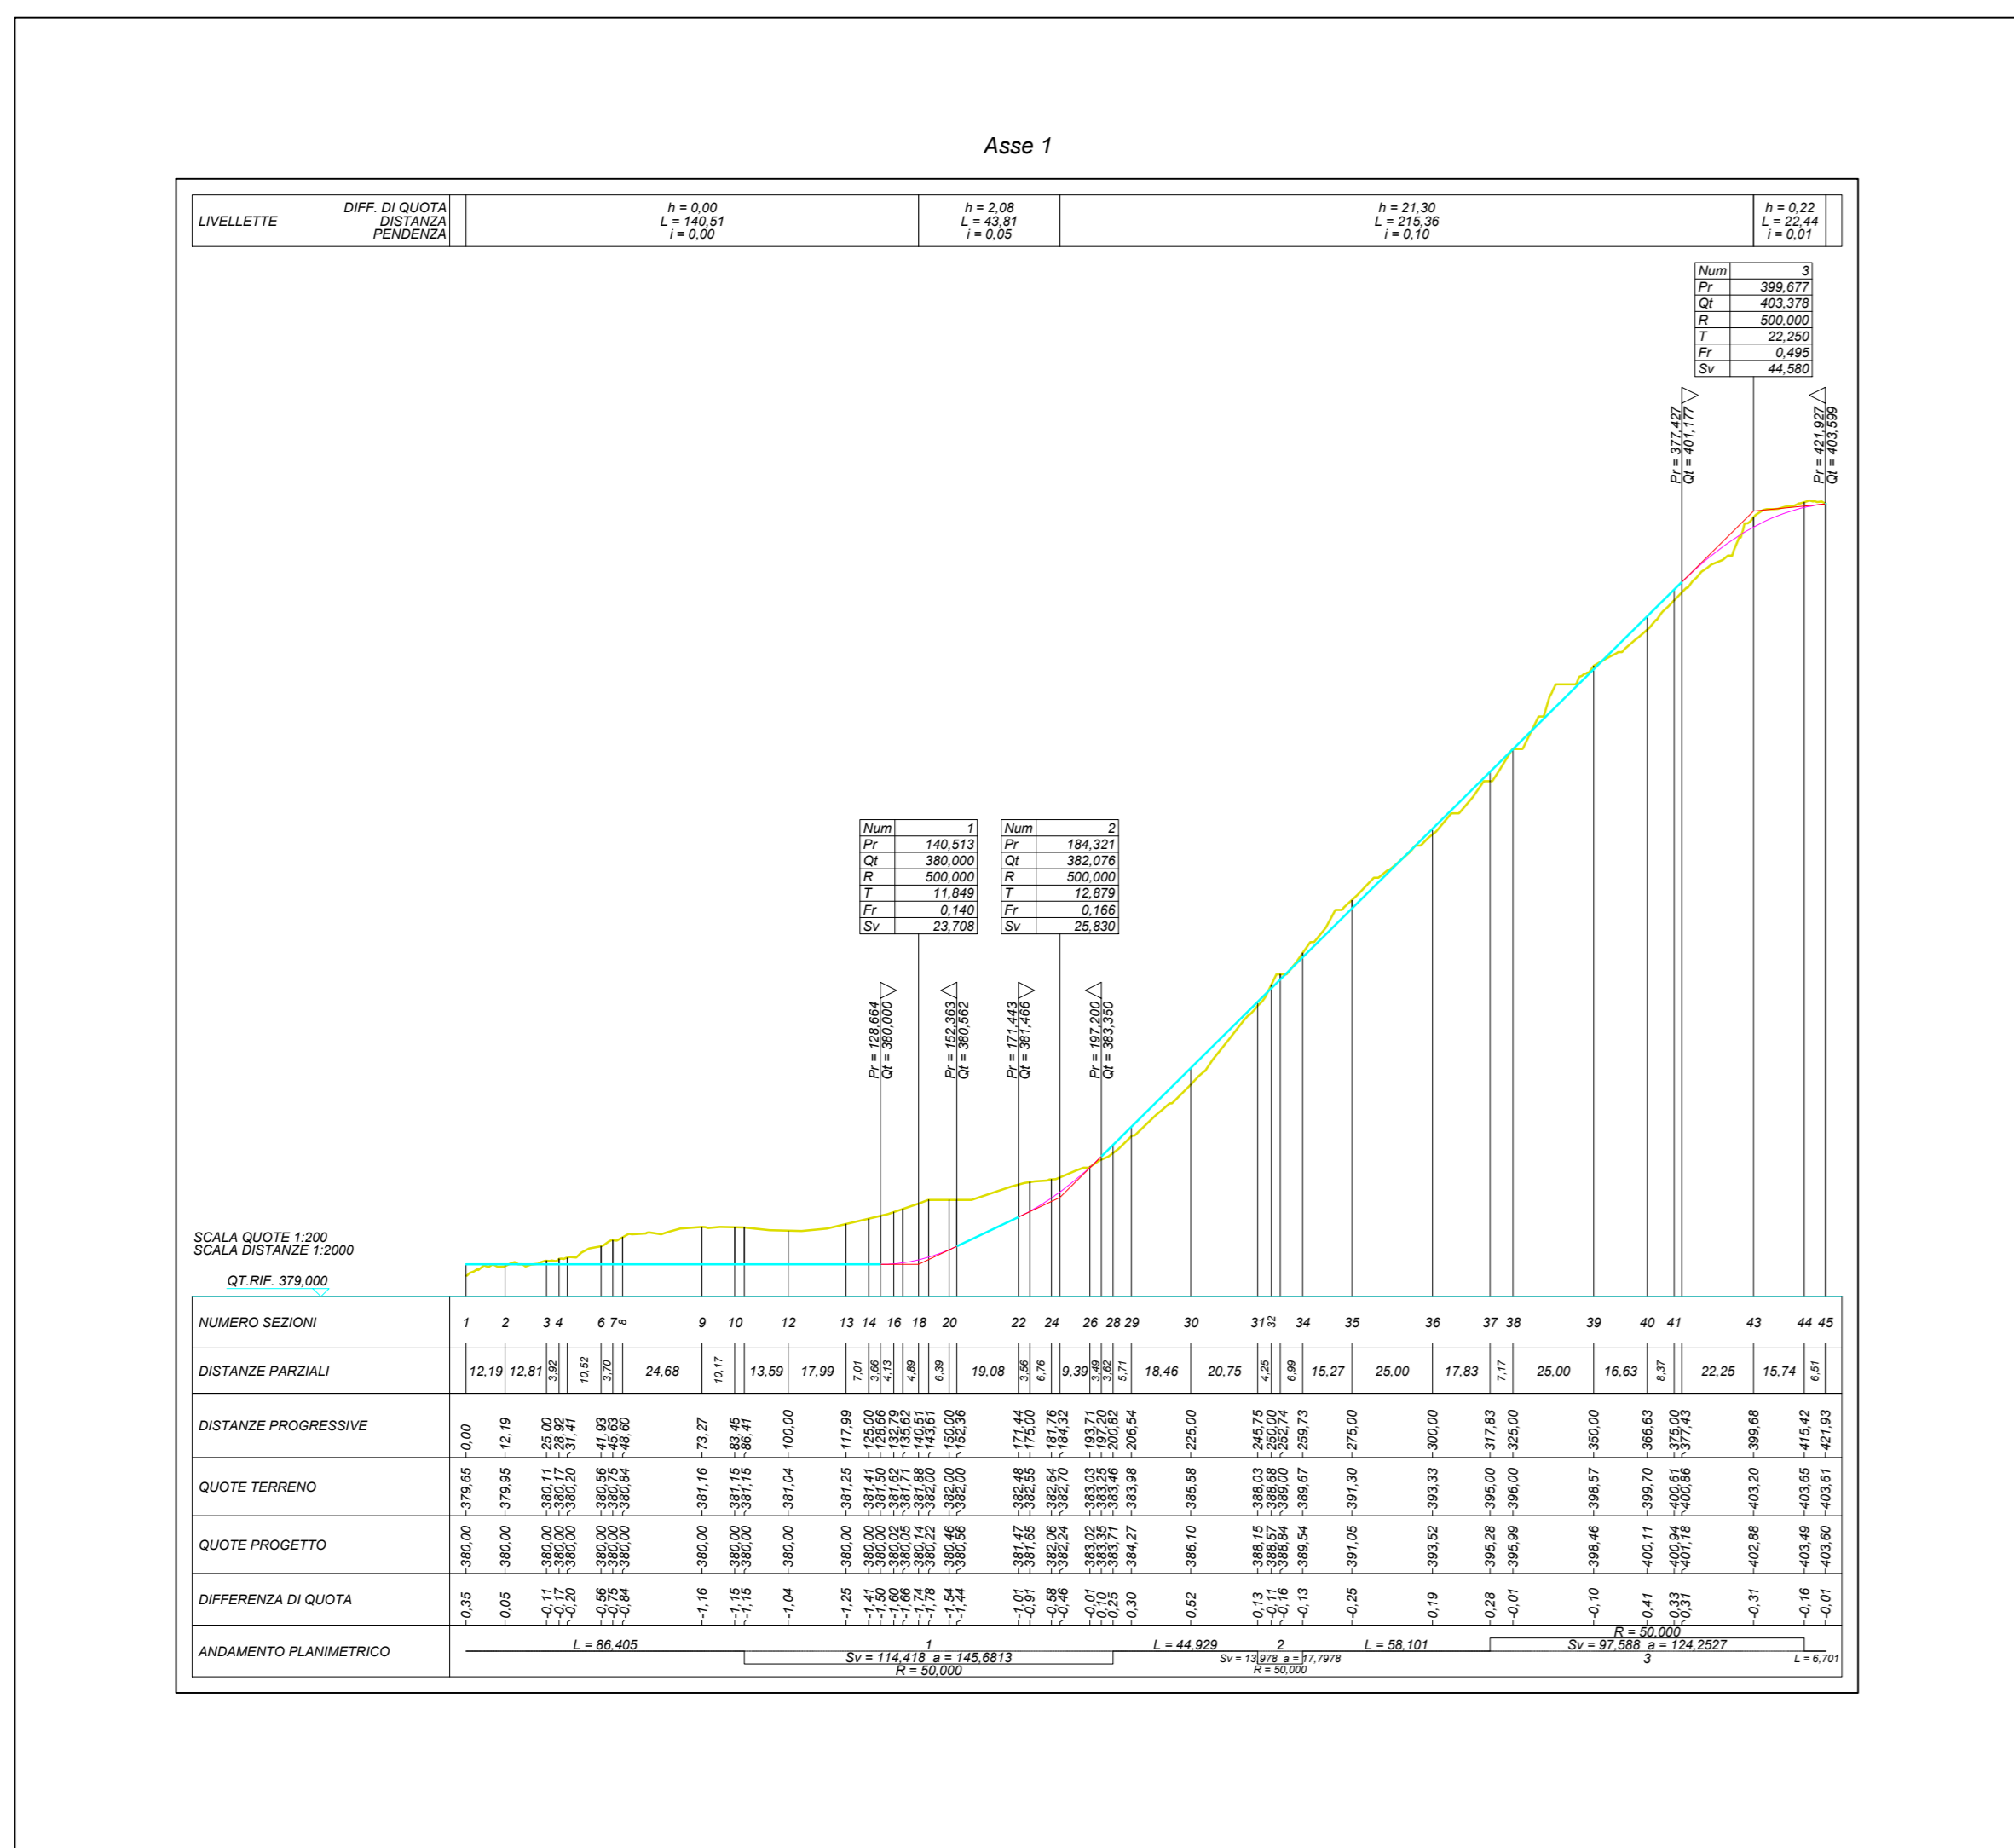 Asse 1
LIVELLETTE
DIFF. DI QUOTA
DISTANZA
PENDENZA
h = 0,00
L = 140,51
i = 0,00
h = 2,08
L = 43,81
i = 0,05
h = 21,30
L = 215,36
i = 0,10
h = 0,22
L = 22,44
i = 0,01
Num 3
Pr 399,677
Qt 403,378
R 500,000
T 22,250
Fr 0,495
Sv 44,580
Pr = 377,427
Qt = 401,177
Pr = 421,927
Qt = 403,599
Num 1
Pr 140,513
Qt 380,000
R 500,000
T 11,849
Fr 0,140
Sv 23,708
Num 2
Pr 184,321
Qt 382,076
R 500,000
T 12,879
Fr 0,166
Sv 25,830
Pr = 128,664
Qt = 380,000
Pr = 152,363
Qt = 380,562
Pr = 171,443
Qt = 381,466
Pr = 197,200
Qt = 383,350
SCALA QUOTE 1:200
SCALA DISTANZE 1:2000
QT.RIF. 379,000
NUMERO SEZIONI 1 2 3 4 6 7 8 9 10 12 13 14 16 18 20 22 24 26 28 29 30 31 32 34 35 36 37 38 39 40 41 43 44 45
DISTANZE PARZIALI 12,19 12,81 3,92 10,52 3,70 24,68 10,17 13,59 17,99 7,01 3,66 4,13 4,89 6,39 19,08 3,56 6,76 9,39 3,49 3,62 5,71 18,46 20,75 4,25 6,99 15,27 25,00 17,83 7,17 25,00 16,63 8,37 22,25 15,74 6,51
DISTANZE PROGRESSIVE 0,00 12,19 25,00 28,92 31,41 41,93 45,63 48,60 73,27 83,45 86,41 100,00 117,99 125,00 128,66 132,79 135,62 140,51 143,61 150,00 152,36 171,44 175,00 181,76 184,32 193,71 197,20 200,82 206,54 225,00 245,75 250,00 252,74 259,73 275,00 300,00 317,83 325,00 350,00 366,63 375,00 377,43 399,68 415,42 421,93
QUOTE TERRENO 379,65 379,95 380,11 380,17 380,20 380,56 380,75 380,84 381,16 381,15 381,15 381,04 381,25 381,41 381,50 381,62 381,71 381,88 382,00 382,00 382,00 382,48 382,55 382,64 382,70 383,03 383,25 383,46 383,98 385,58 388,03 388,68 389,00 389,67 391,30 393,33 395,00 396,00 398,57 399,70 400,61 400,86 403,20 403,65 403,61
QUOTE PROGETTO 380,00 380,00 380,00 380,00 380,00 380,00 380,00 380,00 380,00 380,00 380,00 380,00 380,00 380,00 380,00 380,02 380,05 380,14 380,22 380,46 380,56 381,47 381,65 382,06 382,24 383,02 383,35 383,71 384,27 386,10 388,15 388,57 388,84 389,54 391,05 393,52 395,28 395,99 398,46 400,11 400,94 401,18 402,88 403,49 403,60
DIFFERENZA DI QUOTA 0,35 0,05 -0,11 -0,17 -0,20 -0,56 -0,75 -0,84 -1,16 -1,15 -1,15 -1,04 -1,25 -1,41 -1,50 -1,60 -1,66 -1,74 -1,78 -1,54 -1,44 -1,01 -0,91 -0,58 -0,46 -0,01 0,10 0,25 0,30 0,52 0,13 -0,11 -0,16 -0,13 -0,25 0,19 0,28 -0,01 -0,10 0,41 0,33 0,31 -0,31 -0,16 -0,01
ANDAMENTO PLANIMETRICO
L = 86,405
1
Sv = 114,418 a = 145,6813
R = 50,000
L = 44,929
2
Sv = 13,978 a = 17,7978
R = 50,000
L = 58,101
R = 50,000
Sv = 97,588 a = 124,2527
3
L = 6,701